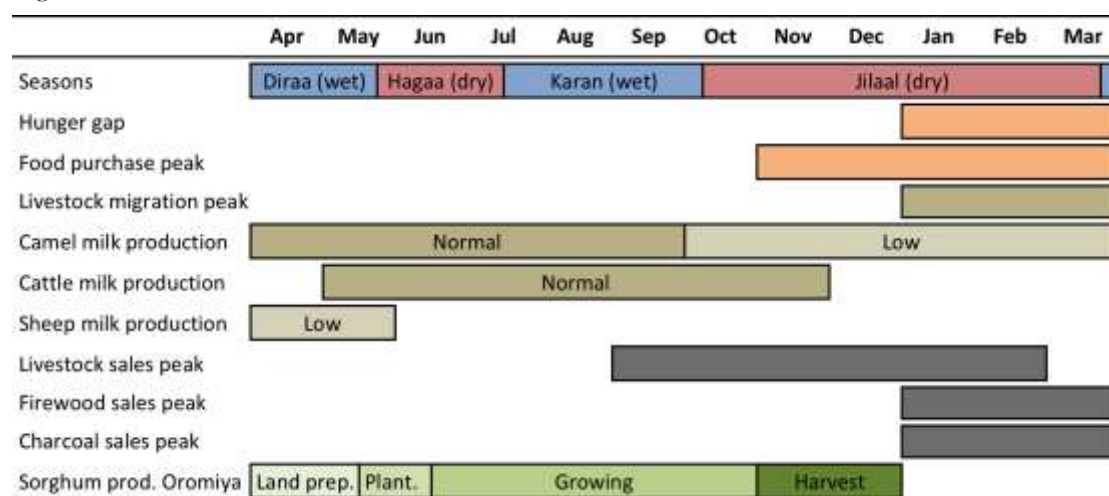 Apr May Jun Jul Aug Sep Oct Nov Dec Jan Feb Mar
Seasons Diraa (wet) Hagaa (dry) Karan (wet) Jilaal (dry)
Hunger gap
Food purchase peak
Livestock migration peak
Camel milk production Normal Low
Cattle milk production Normal
Sheep milk production Low
Livestock sales peak
Firewood sales peak
Charcoal sales peak
Sorghum prod. Oromiya Land prep. Plant. Growing Harvest